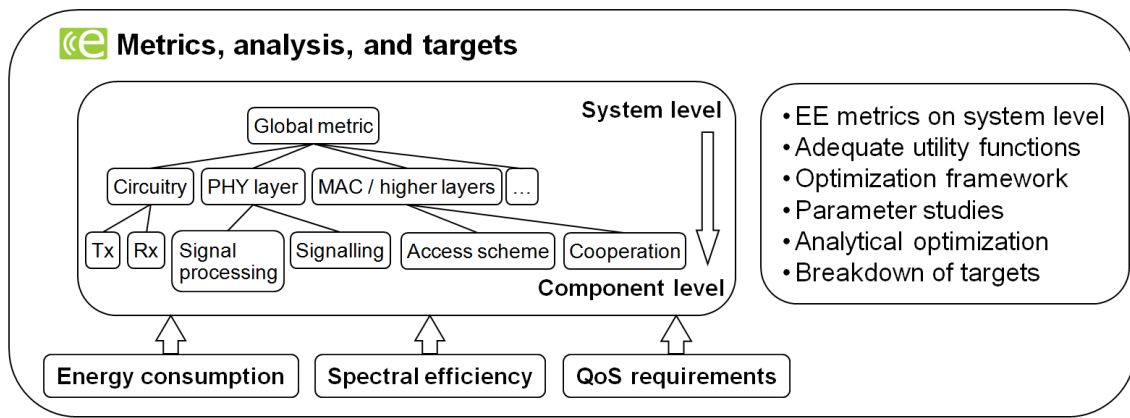 e Metrics, analysis, and targets
Global metric
System level
Circuitry
PHY layer
MAC / higher layers
...
Tx
Rx
Signal
processing
Signalling
Access scheme
Cooperation
Component level
• EE metrics on system level
• Adequate utility functions
• Optimization framework
• Parameter studies
• Analytical optimization
• Breakdown of targets
Energy consumption
Spectral efficiency
QoS requirements